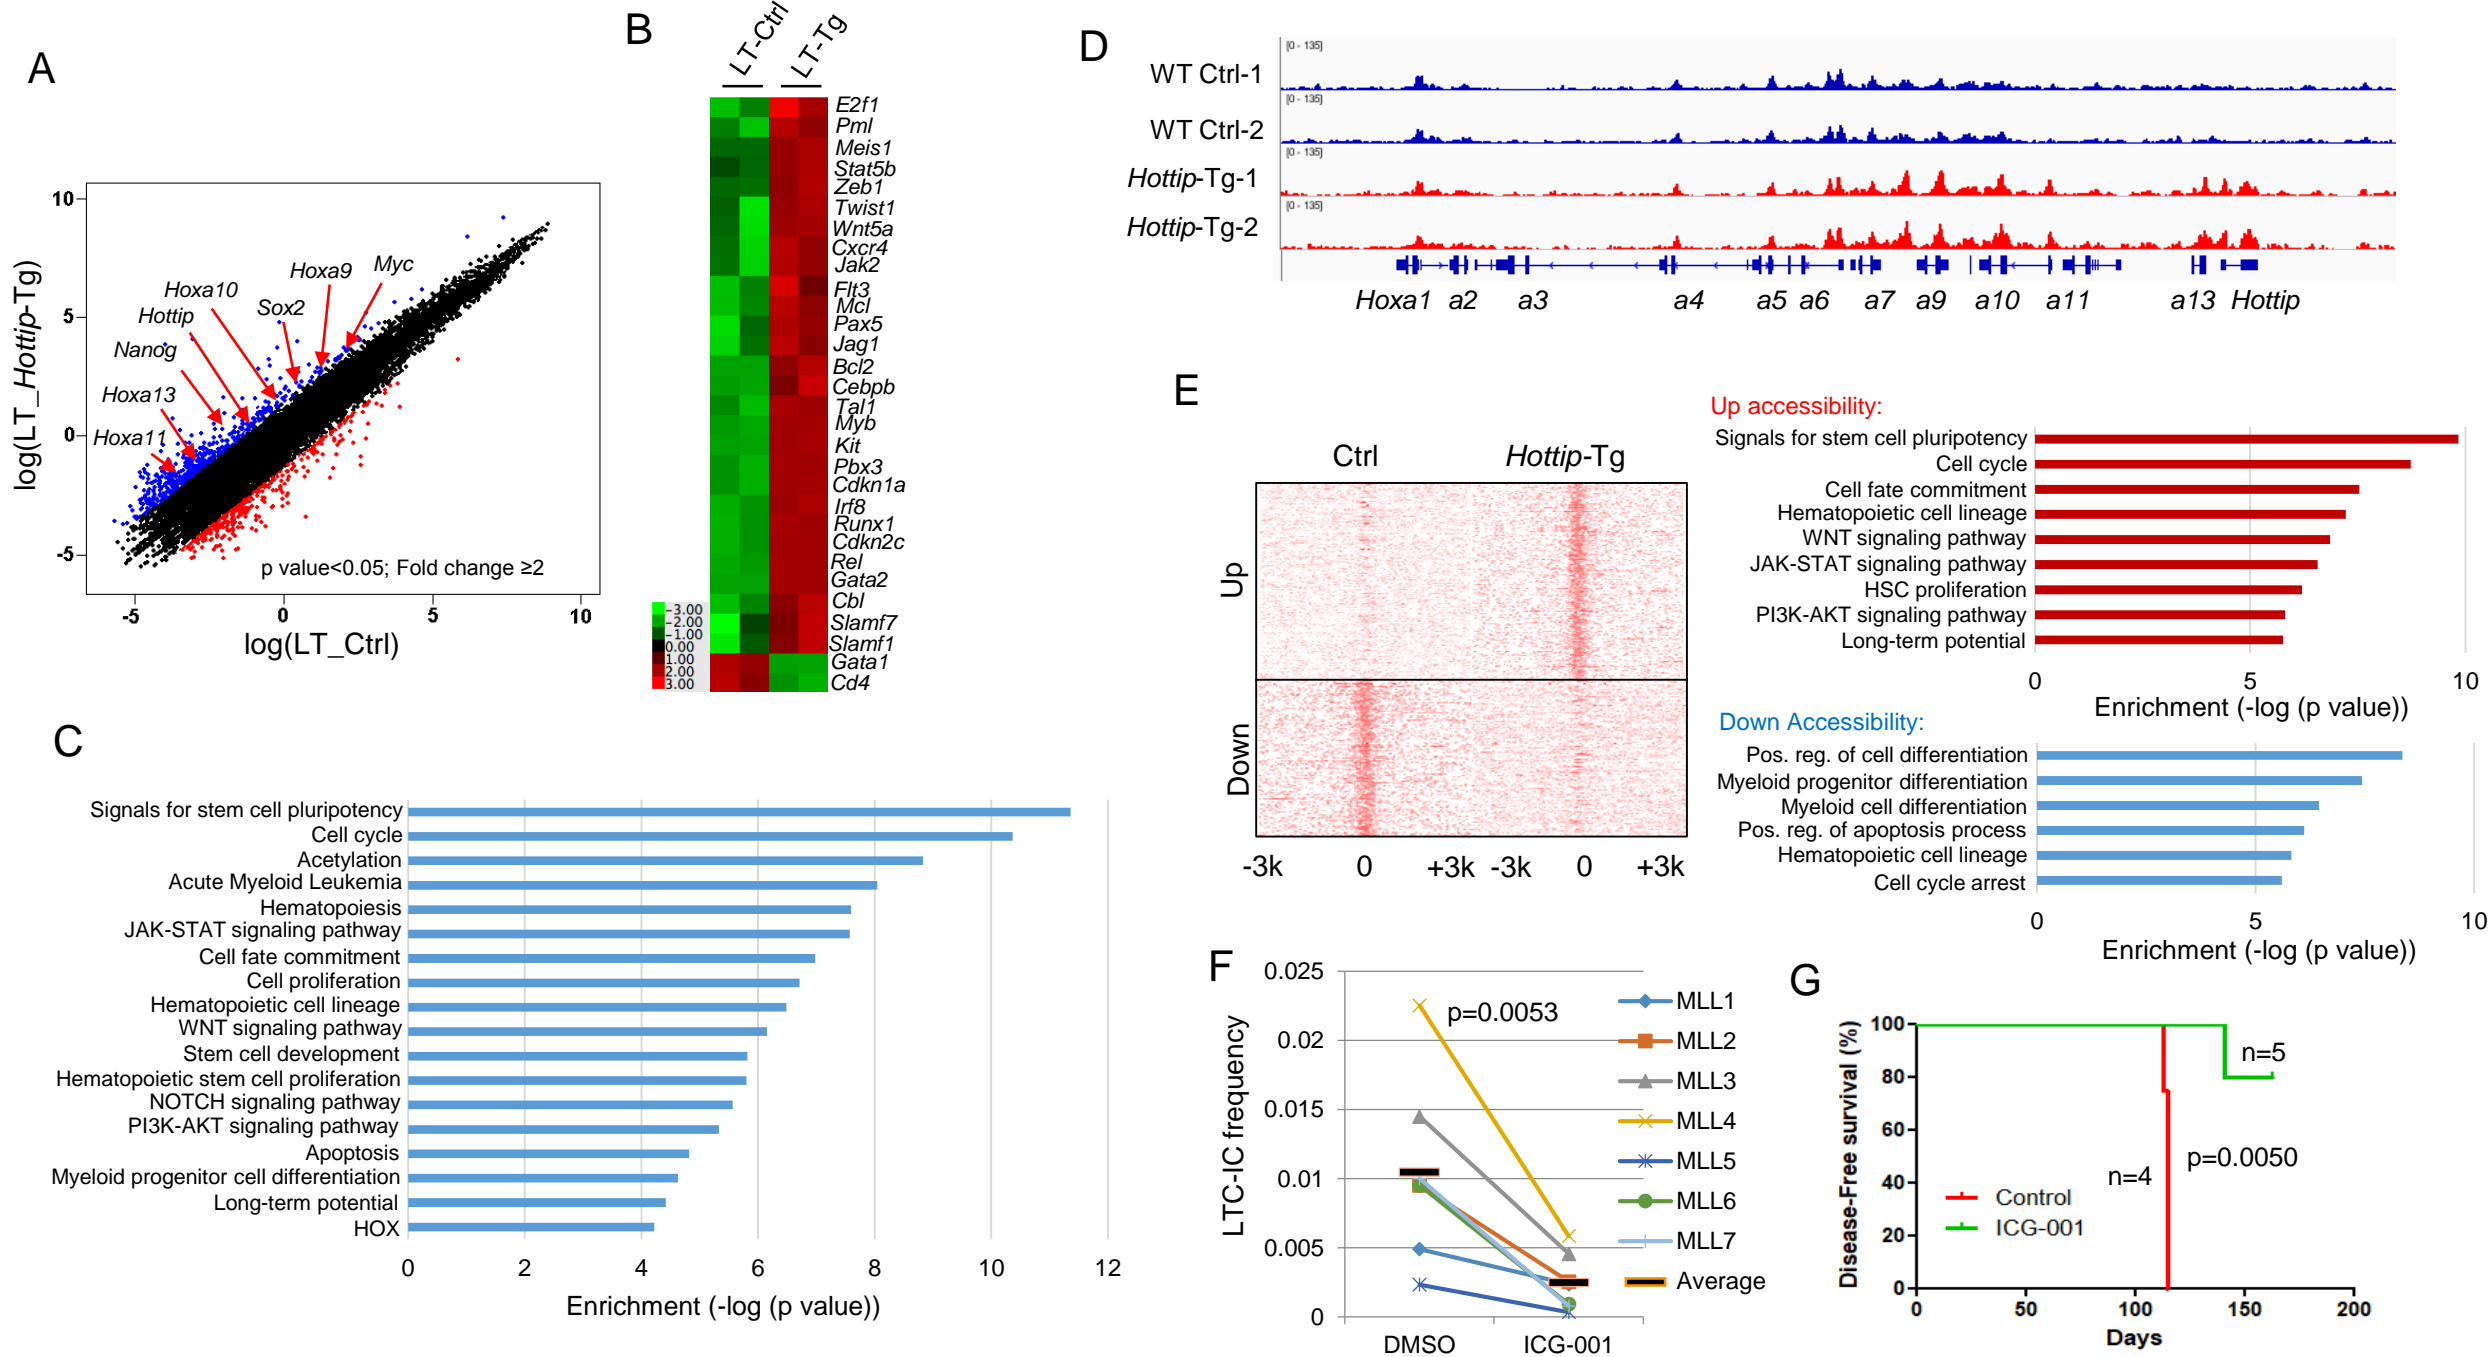 A
10
5
0
-5
-5
0
5
10
log(LT_Hottip-Tg)
log(LT_Ctrl)
Hoxa9
Myc
Hoxa10
Sox2
Hottip
Nanog
Hoxa13
Hoxa11
p value<0.05; Fold change ≥2
B
LT-Ctrl
LT-Tg
E2f1
Pml
Meis1
Stat5b
Zeb1
Twist1
Wnt5a
Cxcr4
Jak2
Flt3
Mcl
Pax5
Jag1
Bcl2
Cebpb
Tal1
Myb
Kit
Pbx3
Cdkn1a
Irf8
Runx1
Cdkn2c
Rel
Gata2
Cbl
Slamf7
Slamf1
Gata1
Cd4
-3.00
-2.00
-1.00
0.00
1.00
2.00
3.00
C
Signals for stem cell pluripotency
Cell cycle
Acetylation
Acute Myeloid Leukemia
Hematopoiesis
JAK-STAT signaling pathway
Cell fate commitment
Cell proliferation
Hematopoietic cell lineage
WNT signaling pathway
Stem cell development
Hematopoietic stem cell proliferation
NOTCH signaling pathway
PI3K-AKT signaling pathway
Apoptosis
Myeloid progenitor cell differentiation
Long-term potential
HOX
0 2 4 6 8 10 12
Enrichment (-log (p value))
D
WT Ctrl-1
[0 - 135]
WT Ctrl-2
[0 - 135]
Hottip-Tg-1
[0 - 135]
Hottip-Tg-2
[0 - 135]
Hoxa1 a2 a3 a4 a5 a6 a7 a9 a10 a11 a13 Hottip
E
Ctrl
Hottip-Tg
Up
Down
-3k 0 +3k -3k 0 +3k
Up accessibility:
Signals for stem cell pluripotency
Cell cycle
Cell fate commitment
Hematopoietic cell lineage
WNT signaling pathway
JAK-STAT signaling pathway
HSC proliferation
PI3K-AKT signaling pathway
Long-term potential
0 5 10
Enrichment (-log (p value))
Down Accessibility:
Pos. reg. of cell differentiation
Myeloid progenitor differentiation
Myeloid cell differentiation
Pos. reg. of apoptosis process
Hematopoietic cell lineage
Cell cycle arrest
0 5 10
Enrichment (-log (p value))
F
LTC-IC frequency
0.025
0.02
0.015
0.01
0.005
0
p=0.0053
DMSO ICG-001
MLL1
MLL2
MLL3
MLL4
MLL5
MLL6
MLL7
Average
G
Disease-Free survival (%)
100
80
60
40
20
0
n=5
n=4
p=0.0050
Control
ICG-001
0 50 100 150 200
Days